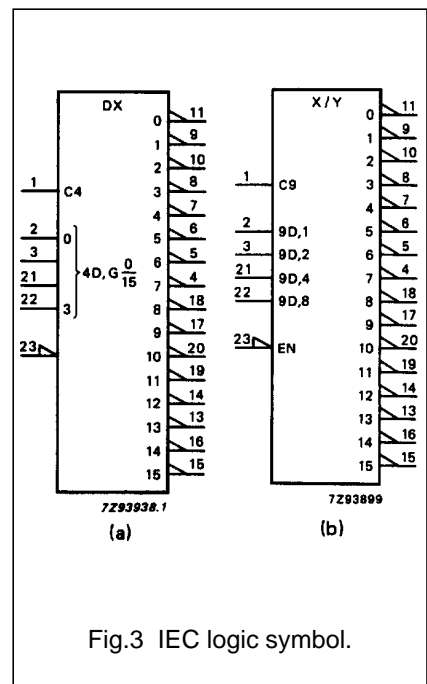 DX
1 C4
2 0
3
21
22 3
4D, G 0/15
23
0 11
1 9
2 10
3 8
4 7
5 6
6 5
7 4
8 18
9 17
10 20
11 19
12 14
13 13
14 16
15 15
7Z93938.1
(a)
X/Y
1 C9
2 9D,1
3 9D,2
21 9D,4
22 9D,8
23 EN
0 11
1 9
2 10
3 8
4 7
5 6
6 5
7 4
8 18
9 17
10 20
11 19
12 14
13 13
14 16
15 15
7Z93899
(b)
Fig.3 IEC logic symbol.